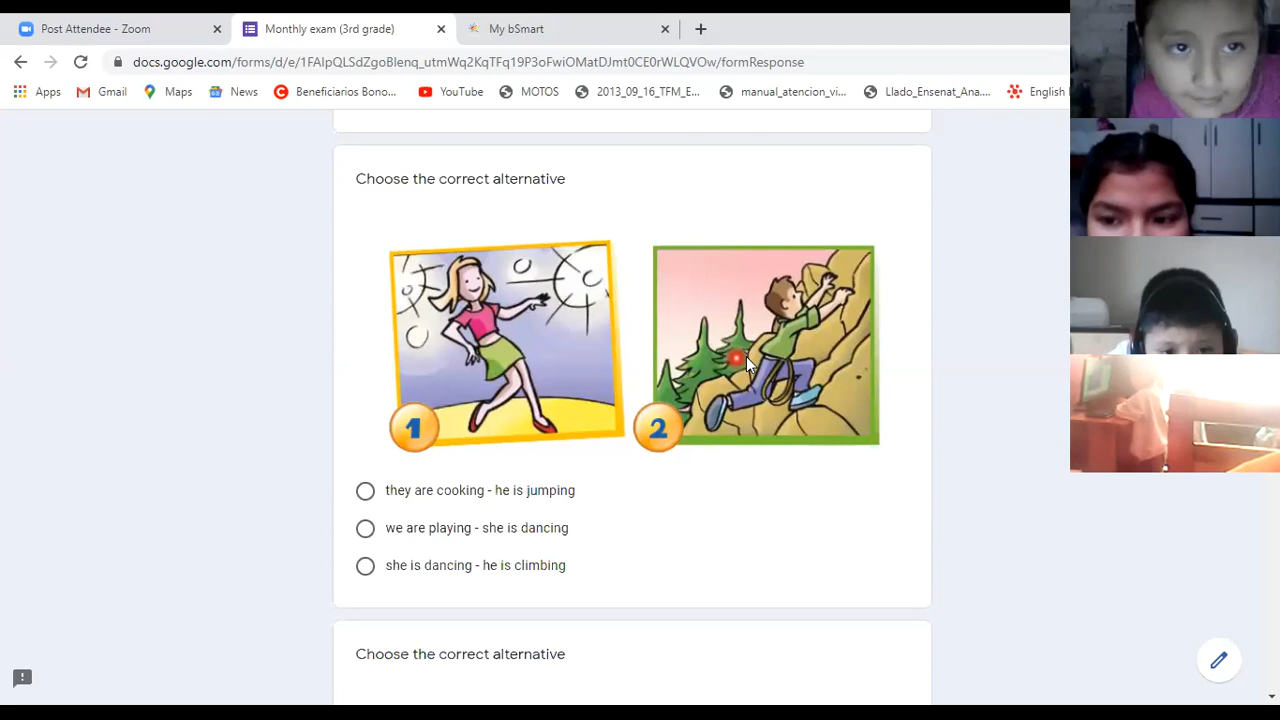 Post Attendee - Zoom
Monthly exam (3rd grade)
My bSmart
docs.google.com/forms/d/e/1FAIpQLSdZgoBlenq_utmWq2KqTFq19P3oFwiOMatDJmt0CE0rWLQVOw/formResponse
Apps
Gmail
Maps
News
Beneficiarios Bono...
YouTube
MOTOS
2013_09_16_TFM_E...
manual_atencion_vi...
Llado_Ensenat_Ana...
English
Choose the correct alternative
1
2
they are cooking - he is jumping
we are playing - she is dancing
she is dancing - he is climbing
Choose the correct alternative